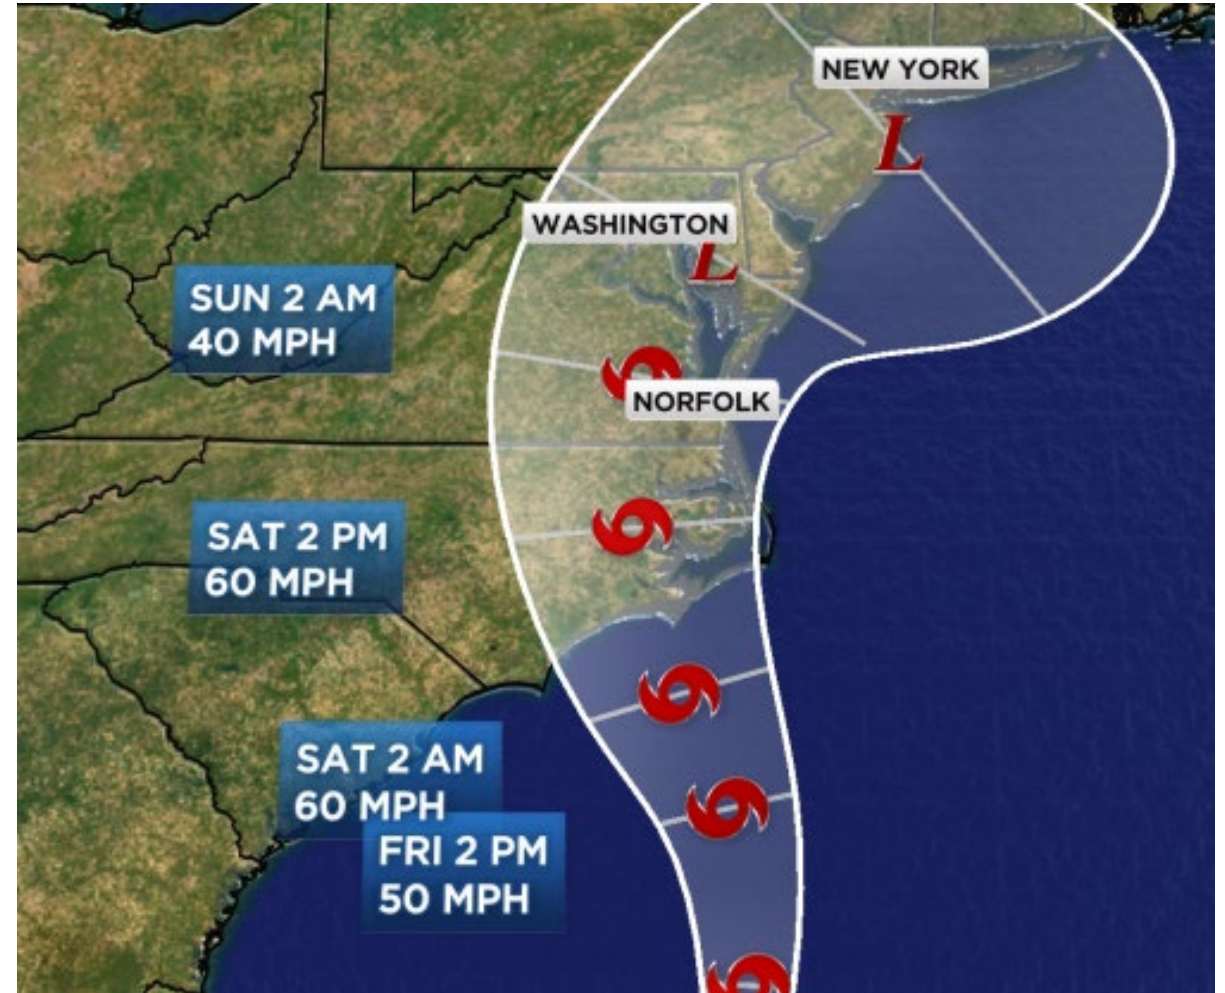 NEW YORK
L
WASHINGTON
L
SUN 2 AM
40 MPH
NORFOLK
SAT 2 PM
60 MPH
SAT 2 AM
60 MPH
FRI 2 PM
50 MPH